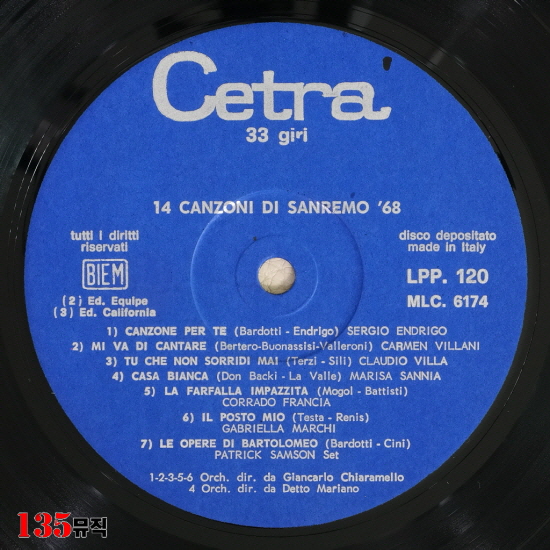 Cetra
33 giri
14 CANZONI DI SANREMO '68
tutti i diritti
riservati
BIEM
(2) Ed. Equipe
(3) Ed. California
disco depositato
made in Italy
LPP. 120
MLC. 6174
1) CANZONE PER TE (Bardotti - Endrigo) SERGIO ENDRIGO
2) MI VA DI CANTARE (Bertero-Buonassisi-Valleroni) CARMEN VILLANI
3) TU CHE NON SORRIDI MAI (Terzi - Sili) CLAUDIO VILLA
4) CASA BIANCA (Don Backi - La Valle) MARISA SANNIA
5) LA FARFALLA IMPAZZITA (Mogol - Battisti)
CORRADO FRANCIA
6) IL POSTO MIO (Testa - Renis)
GABRIELLA MARCHI
7) LE OPERE DI BARTOLOMEO (Bardotti - Cini)
PATRICK SAMSON Set
1-2-3-5-6 Orch. dir. da Giancarlo Chiaramello
4 Orch. dir. da Detto Mariano
135뮤직